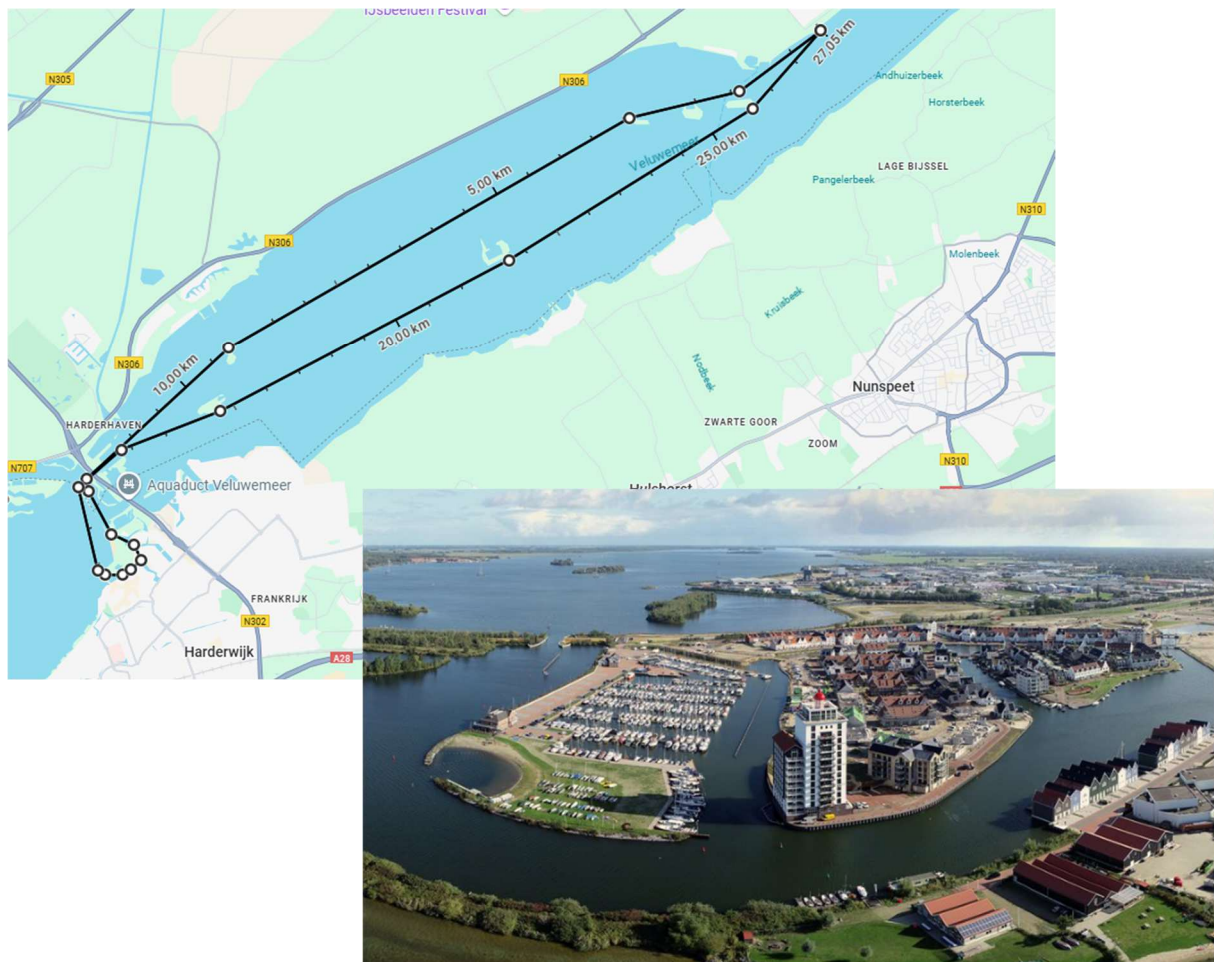 IJsbeelden Festival
N305
N306
27,05 km
Andhuizerbeek
Horsterbeek
Veluwemeer
25,00 km
LAGE BIJSSEL
5,00 km
Pangelerbeek
N310
N306
Molenbeek
Kruisbeek
20,00 km
N306
10,00 km
Nodbeek
Nunspeet
HARDERHAVEN
ZWARTE GOOR
ZOOM
N707
N310
Aquaduct Veluwemeer
FRANKRIJK
N302
Harderwijk
A28